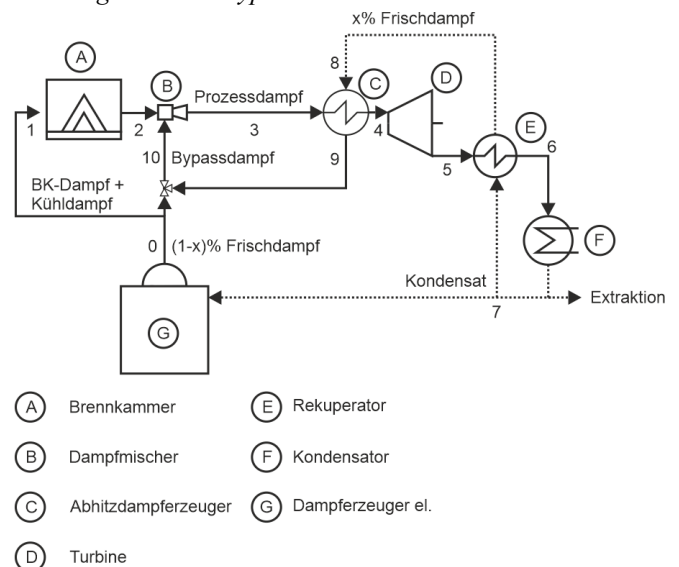 x% Frischdampf
A
B
8
C
D
Prozessdampf
1
2
3
4
E
10
Bypassdampf
9
5
6
BK-Dampf +
Kühldampf
0
(1-x)% Frischdampf
F
Kondensat
Extraktion
7
G
A Brennkammer
E Rekuperator
B Dampfmischer
F Kondensator
C Abhitzdampferzeuger
G Dampferzeuger el.
D Turbine